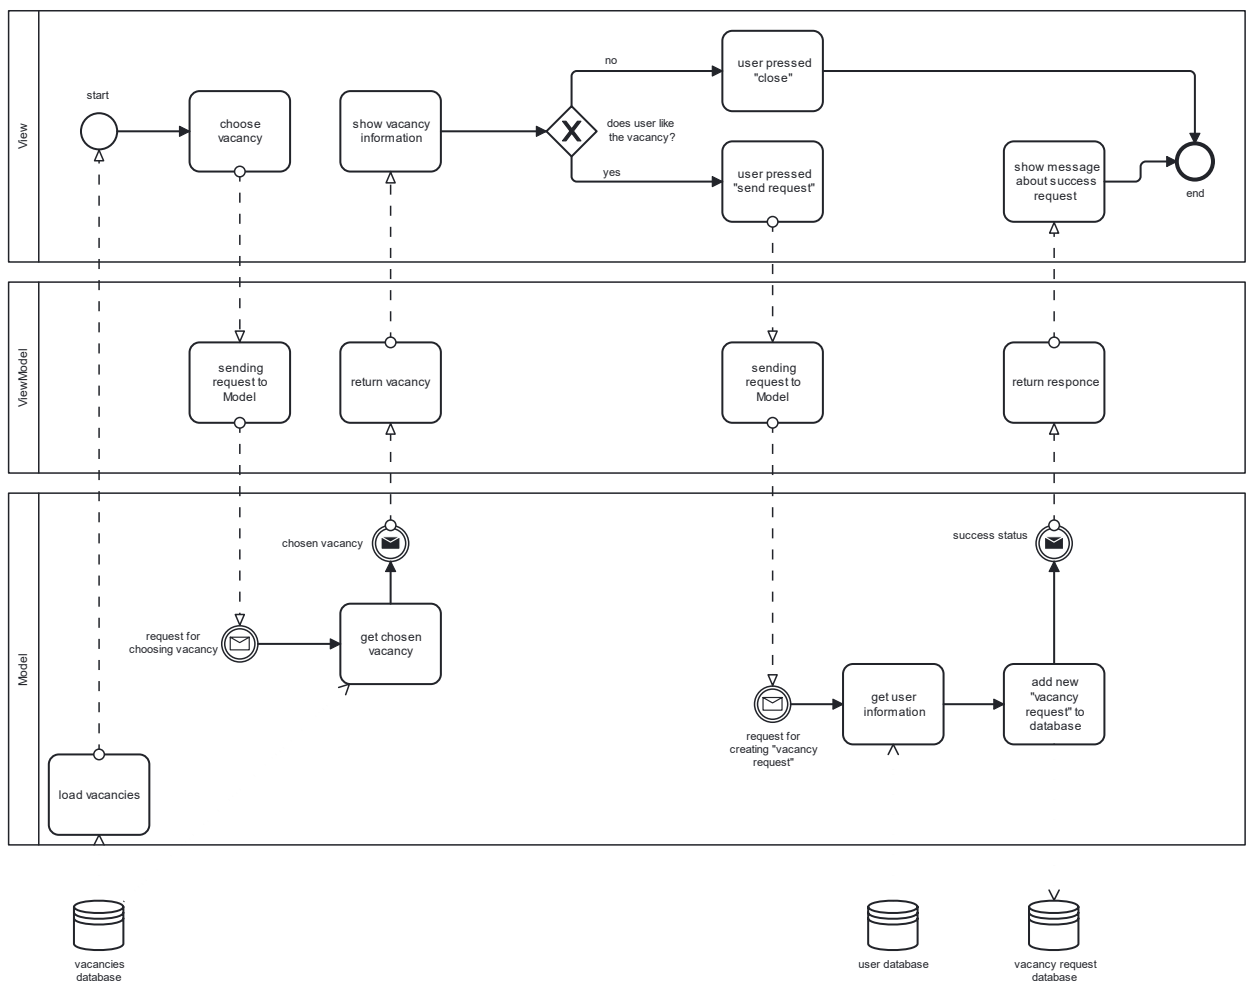 View
start
choose
vacancy
show vacancy
information
no
does user like
the vacancy?
yes
user pressed
"close"
user pressed
"send request"
show message
about success
request
end
ViewModel
sending
request to
Model
return vacancy
sending
request to
Model
return responce
Model
chosen vacancy
success status
request for
choosing vacancy
get chosen
vacancy
request for
creating "vacancy
request"
get user
information
add new
"vacancy
request" to
database
load vacancies
vacancies
database
user database
vacancy request
database